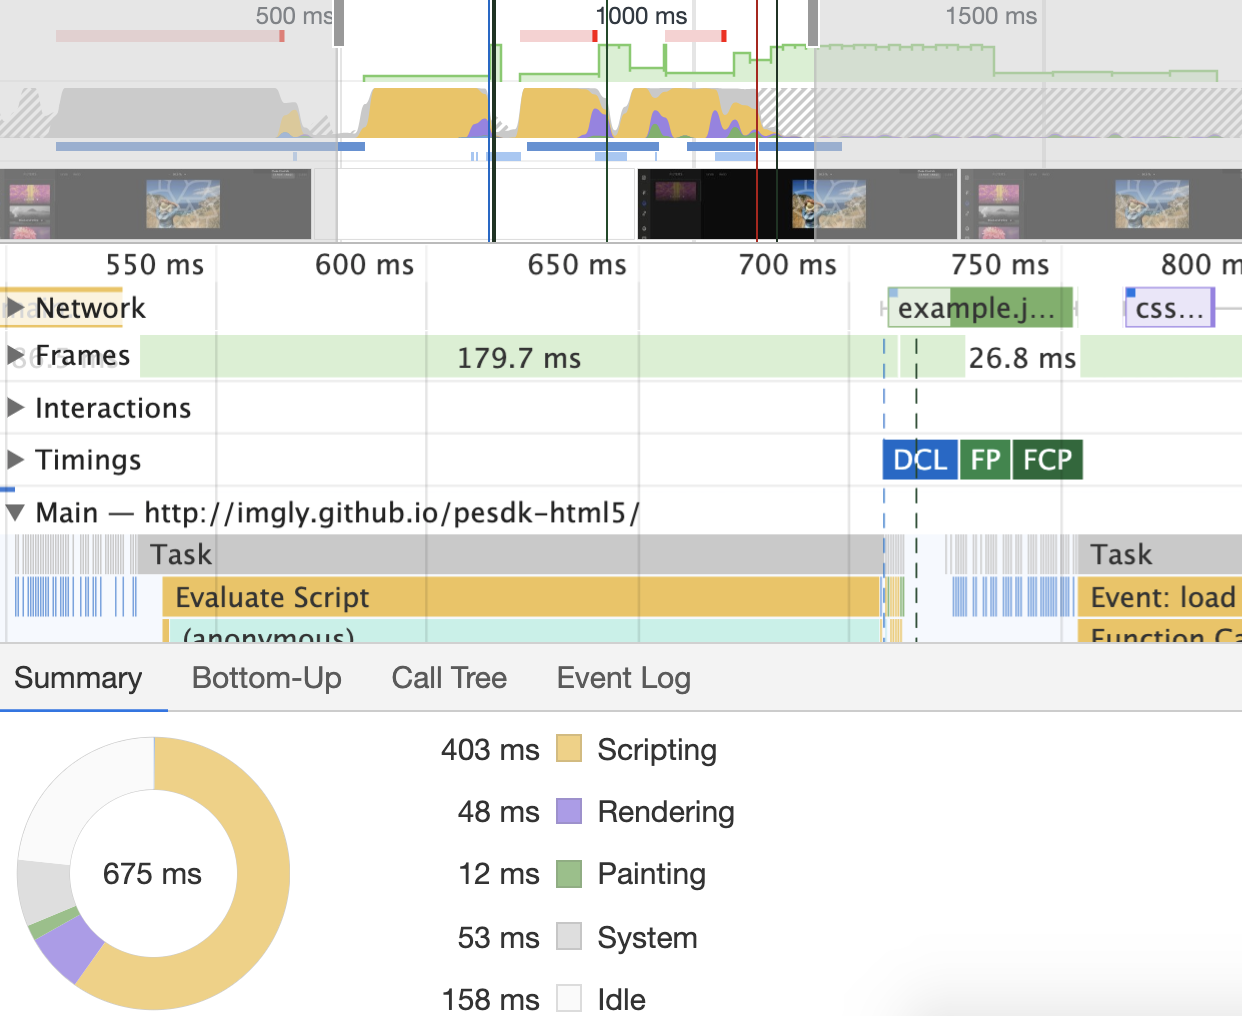 500 ms 1000 ms 1500 ms
550 ms 600 ms 650 ms 700 ms 750 ms 800 m
Network example.j... css...
Frames 179.7 ms 26.8 ms
Interactions
Timings DCL FP FCP
Main — http://imgly.github.io/pesdk-html5/
Task Task
Evaluate Script Event: load
(anonymous) Function Ca
Summary Bottom-Up Call Tree Event Log
675 ms
403 ms Scripting
48 ms Rendering
12 ms Painting
53 ms System
158 ms Idle